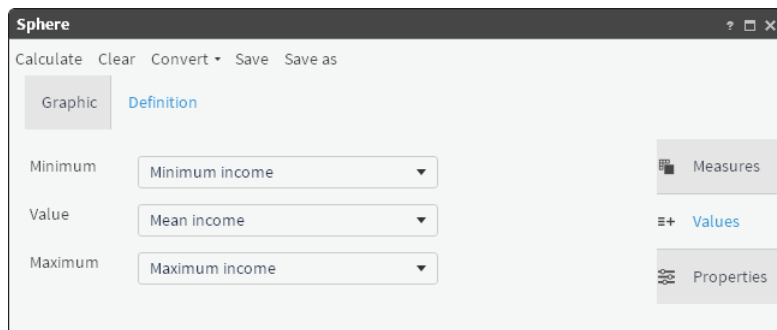 Sphere ?
Calculate Clear Convert Save Save as
Graphic Definition
Minimum Minimum income
Value Mean income
Maximum Maximum income
Measures
Values
Properties